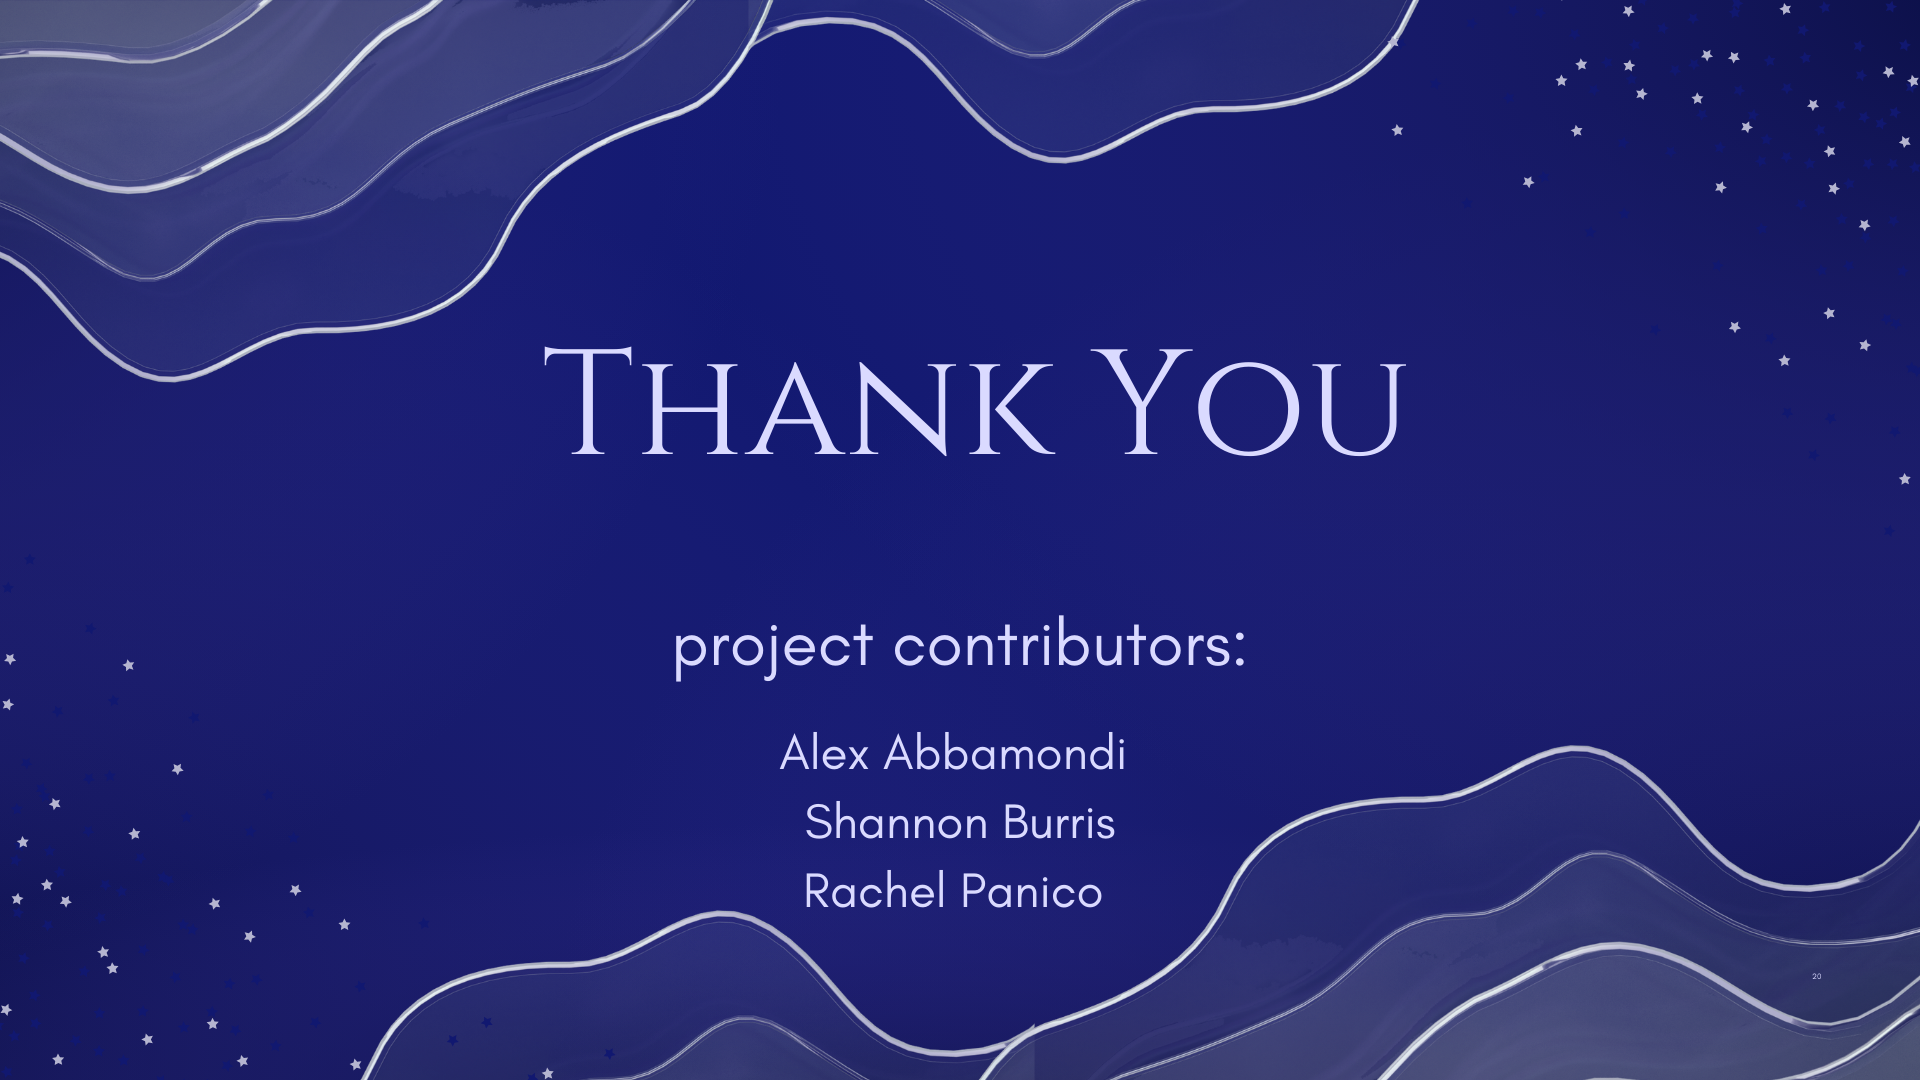 Thank You
project contributors:
Alex Abbamondi
Shannon Burris
Rachel Panico
20